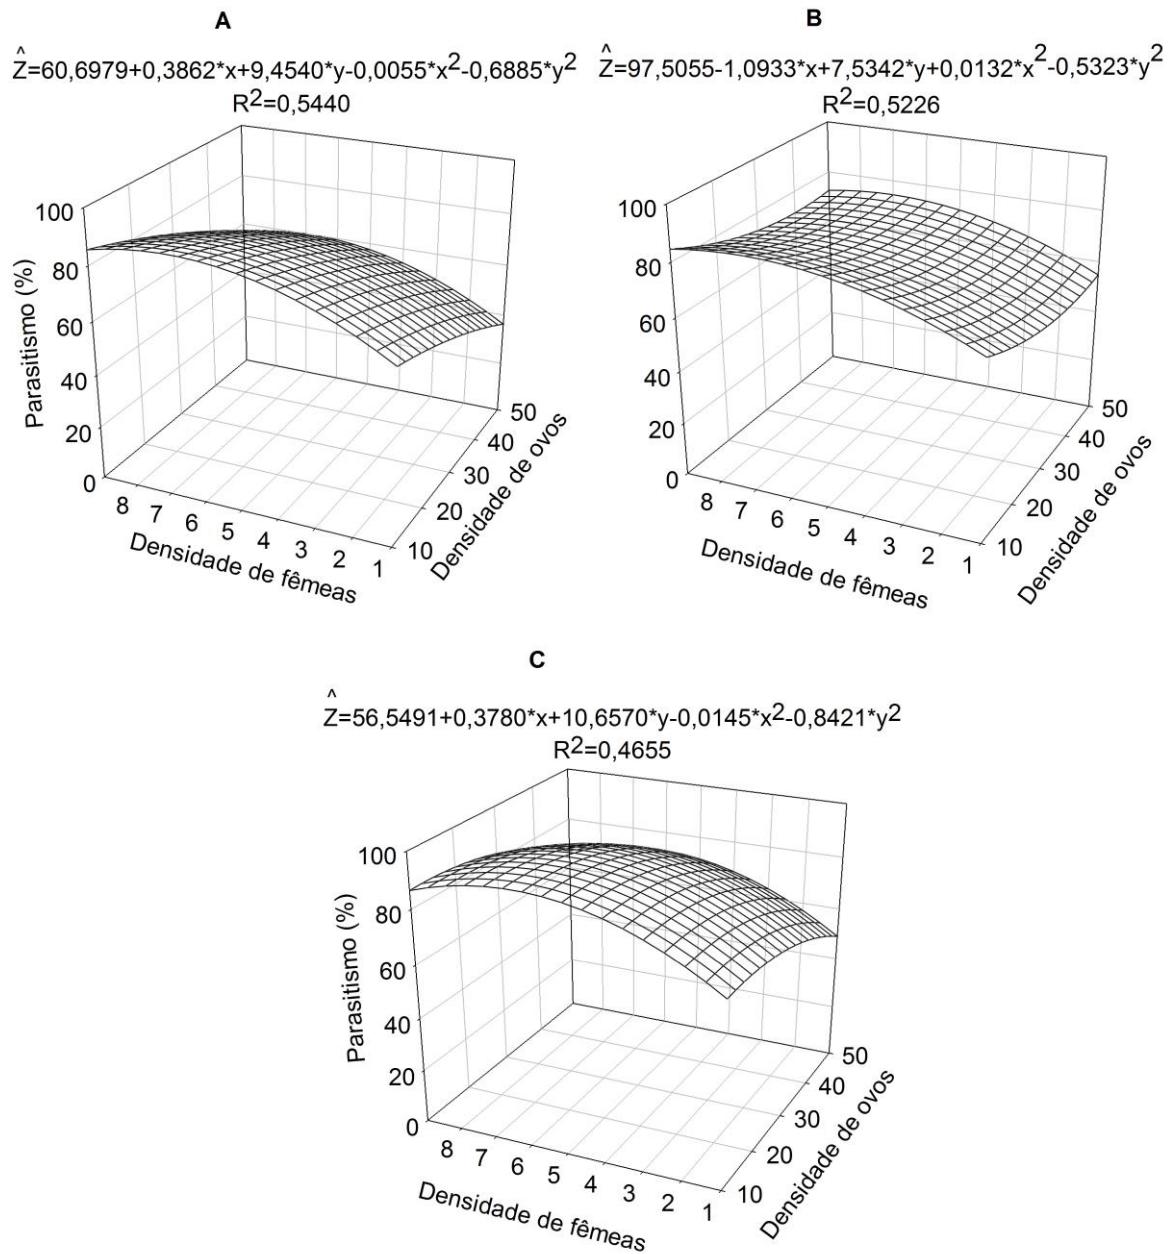 A
Ẑ=60,6979+0,3862*x+9,4540*y-0,0055*x²-0,6885*y²
R²=0,5440
100
80
60
40
20
0
Parasitismo (%)
8 7 6 5 4 3 2 1
Densidade de fêmeas
10 20 30 40 50
Densidade de ovos
B
Ẑ=97,5055-1,0933*x+7,5342*y+0,0132*x²-0,5323*y²
R²=0,5226
100
80
60
40
20
0
8 7 6 5 4 3 2 1
Densidade de fêmeas
10 20 30 40 50
Densidade de ovos
C
Ẑ=56,5491+0,3780*x+10,6570*y-0,0145*x²-0,8421*y²
R²=0,4655
100
80
60
40
20
0
Parasitismo (%)
8 7 6 5 4 3 2 1
Densidade de fêmeas
10 20 30 40 50
Densidade de ovos